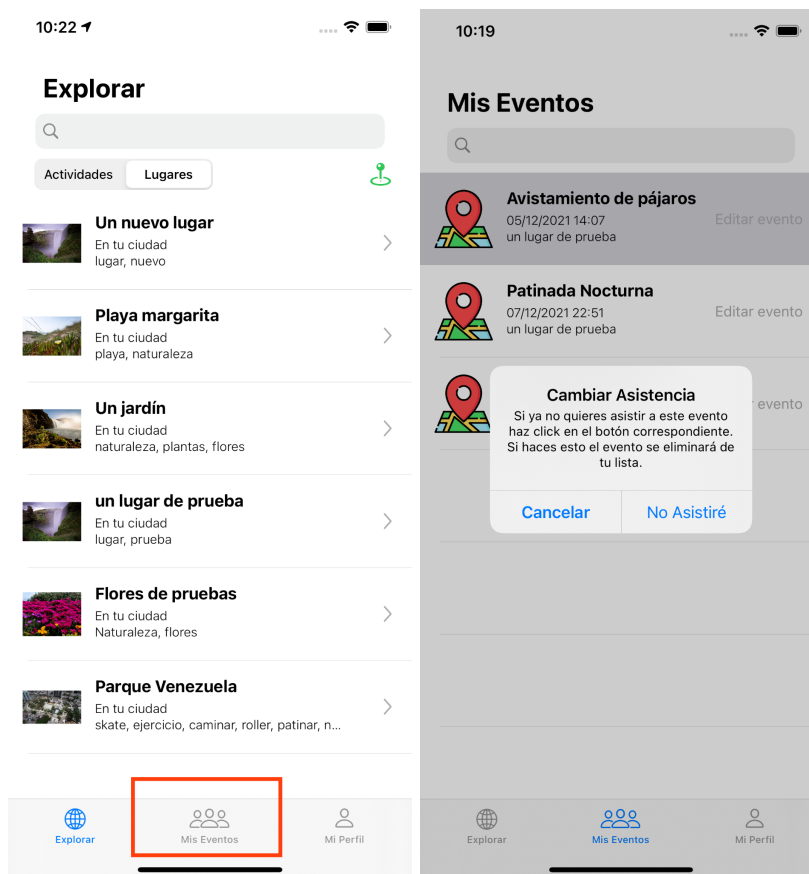 10:22
Explorar
Actividades Lugares
Un nuevo lugar
En tu ciudad
lugar, nuevo
Playa margarita
En tu ciudad
playa, naturaleza
Un jardín
En tu ciudad
naturaleza, plantas, flores
un lugar de prueba
En tu ciudad
lugar, prueba
Flores de pruebas
En tu ciudad
Naturaleza, flores
Parque Venezuela
En tu ciudad
skate, ejercicio, caminar, roller, patinar, n...
Explorar Mis Eventos Mi Perfil
10:19
Mis Eventos
Avistamiento de pájaros
05/12/2021 14:07
un lugar de prueba
Editar evento
Patinada Nocturna
07/12/2021 22:51
un lugar de prueba
Editar evento
evento
Cambiar Asistencia
Si ya no quieres asistir a este evento
haz click en el botón correspondiente.
Si haces esto el evento se eliminará de
tu lista.
Cancelar No Asistiré
Explorar Mis Eventos Mi Perfil